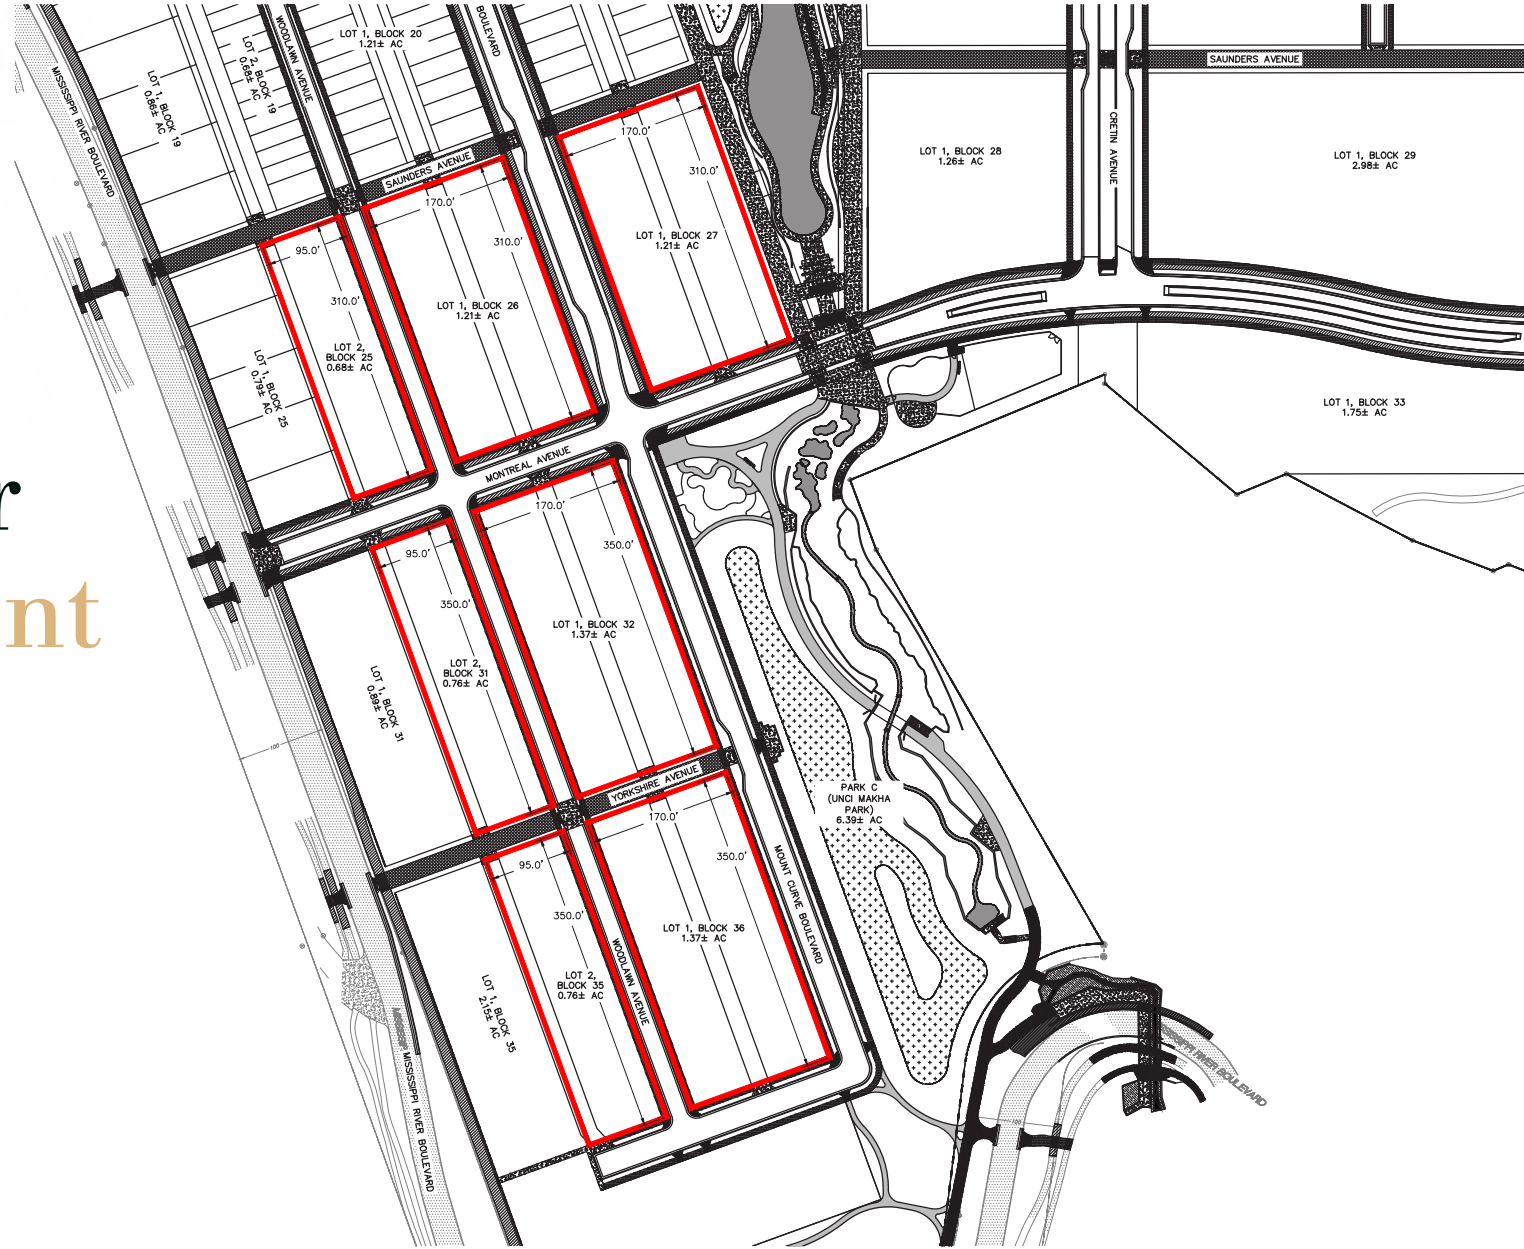 LOT 1, BLOCK 20
1.21± AC
WOODLAWN AVENUE
BOULEVARD
LOT 2, BLOCK 19
0.68± AC
LOT 1, BLOCK 19
0.86± AC
MISSISSIPPI RIVER BOULEVARD
SAUNDERS AVENUE
SAUNDERS AVENUE
CRETIN AVENUE
LOT 1, BLOCK 28
1.26± AC
LOT 1, BLOCK 29
2.98± AC
170.0'
310.0'
LOT 1, BLOCK 27
1.21± AC
170.0'
310.0'
LOT 1, BLOCK 26
1.21± AC
95.0'
310.0'
LOT 2,
BLOCK 25
0.68± AC
LOT 1, BLOCK 25
0.79± AC
LOT 1, BLOCK 33
1.75± AC
MONTREAL AVENUE
r
nt
170.0'
350.0'
LOT 1, BLOCK 32
1.37± AC
95.0'
350.0'
LOT 2,
BLOCK 31
0.76± AC
LOT 1, BLOCK 31
0.89± AC
100
YORKSHIRE AVENUE
PARK C
(UNCI MAKHA
PARK)
6.39± AC
170.0'
350.0'
LOT 1, BLOCK 36
1.37± AC
MOUNT CURVE BOULEVARD
95.0'
350.0'
LOT 2,
BLOCK 35
0.76± AC
WOODLAWN AVENUE
LOT 1, BLOCK 35
2.15± AC
MISSISSIPPI RIVER BOULEVARD
MISSISSIPPI RIVER BOULEVARD
100